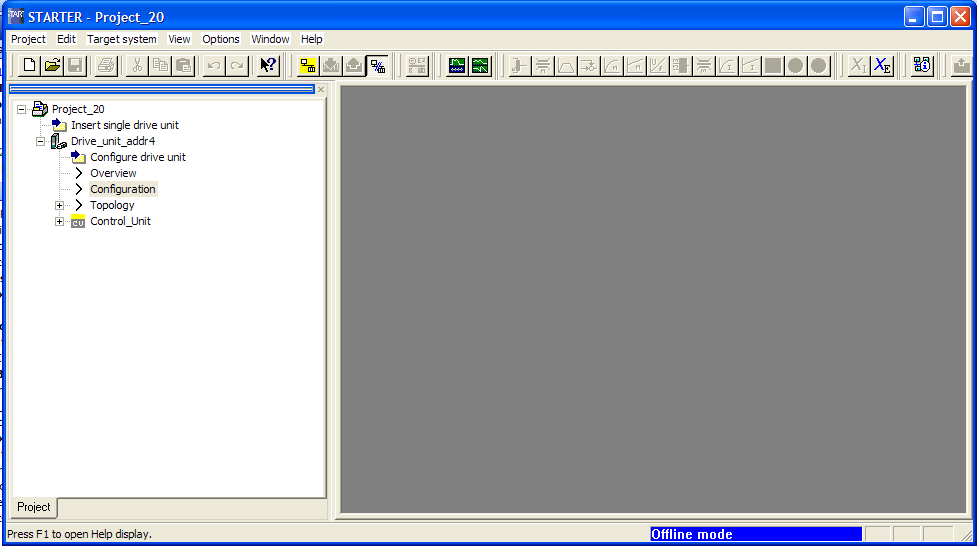 STARTER - Project_20
Project Edit Target system View Options Window Help
Project_20
Insert single drive unit
Drive_unit_addr4
Configure drive unit
Overview
Configuration
Topology
CU Control_Unit
Project
Press F1 to open Help display.
Offline mode